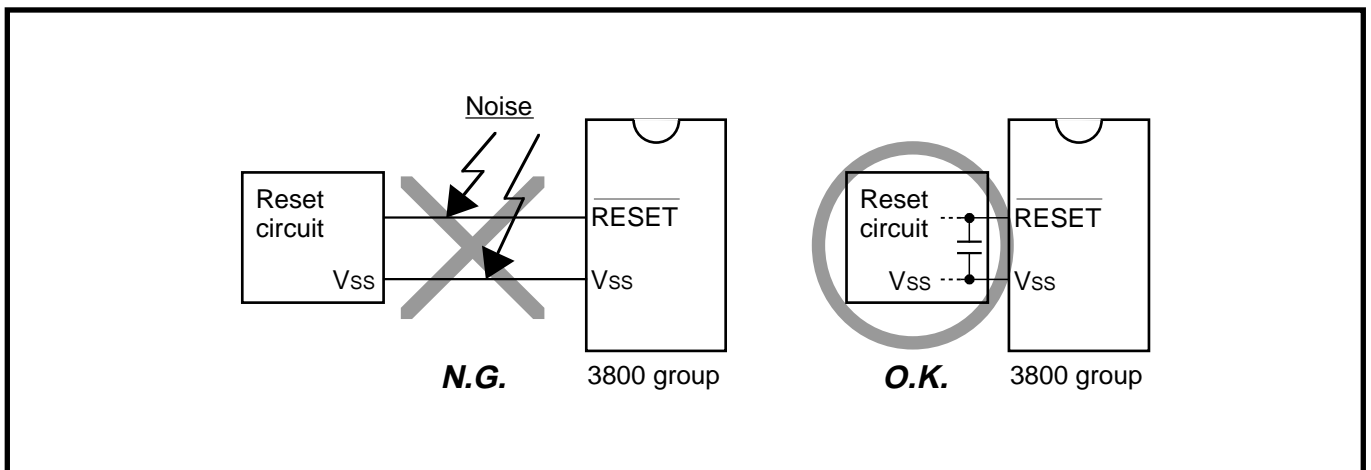 Noise
Reset
circuit
Vss
RESET
Vss
N.G.
3800 group
Reset
circuit
Vss
RESET
Vss
O.K.
3800 group